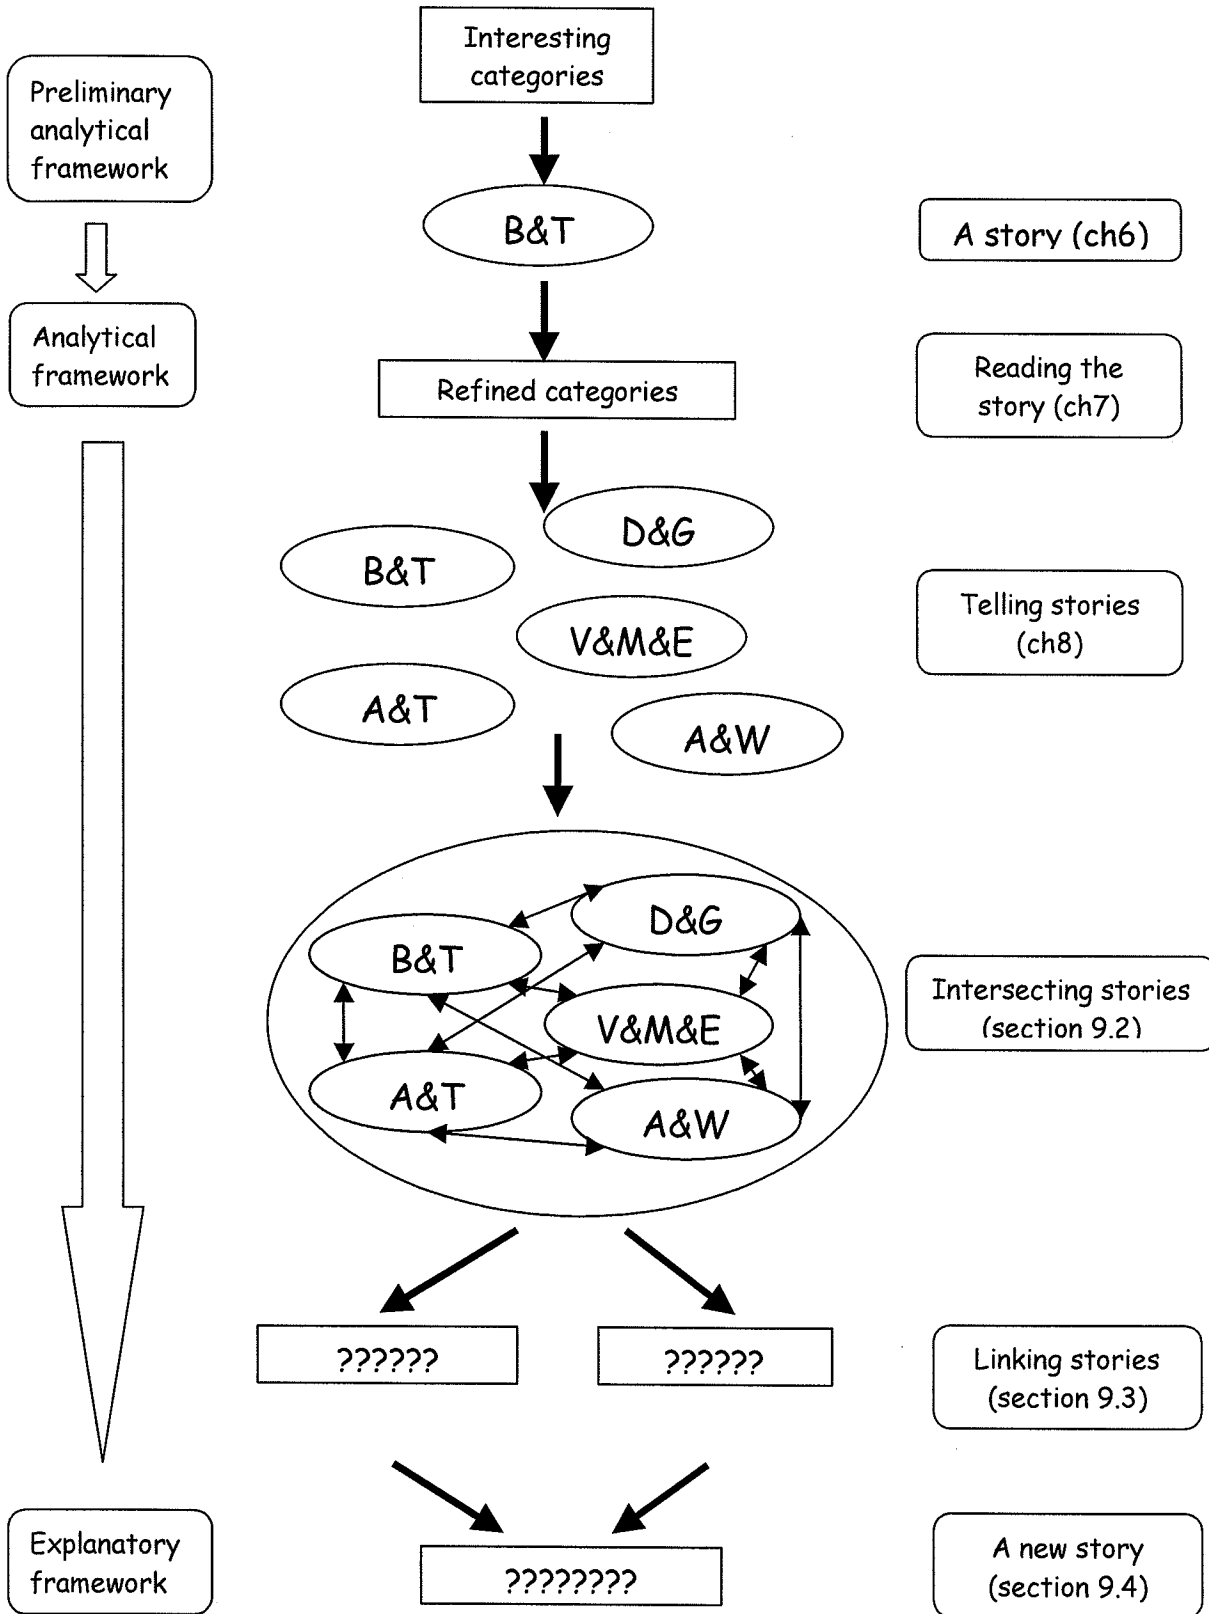 Interesting
categories
Preliminary
analytical
framework
B&T
A story (ch6)
Analytical
framework
Refined categories
Reading the
story (ch7)
D&G
B&T
V&M&E
Telling stories
(ch8)
A&T
A&W
D&G
B&T
V&M&E
Intersecting stories
(section 9.2)
A&T
A&W
??????
??????
Linking stories
(section 9.3)
Explanatory
framework
????????
A new story
(section 9.4)